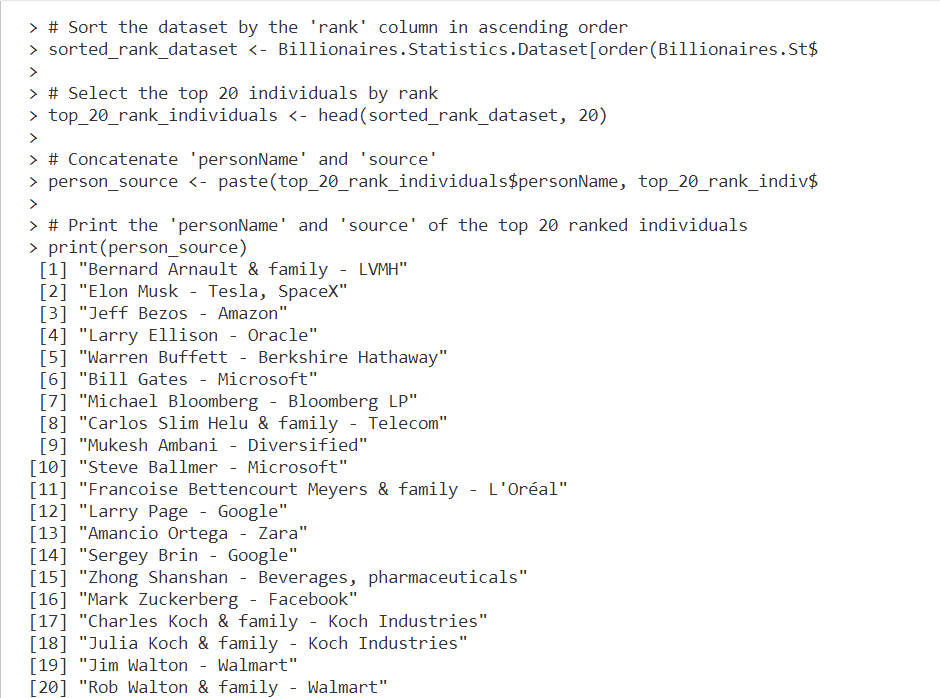 > # Sort the dataset by the 'rank' column in ascending order
> sorted_rank_dataset <- Billionaires.Statistics.Dataset[order(Billionaires.St$
>
> # Select the top 20 individuals by rank
> top_20_rank_individuals <- head(sorted_rank_dataset, 20)
>
> # Concatenate 'personName' and 'source'
> person_source <- paste(top_20_rank_individuals$personName, top_20_rank_indiv$
>
> # Print the 'personName' and 'source' of the top 20 ranked individuals
> print(person_source)
 [1] "Bernard Arnault & family - LVMH"
 [2] "Elon Musk - Tesla, SpaceX"
 [3] "Jeff Bezos - Amazon"
 [4] "Larry Ellison - Oracle"
 [5] "Warren Buffett - Berkshire Hathaway"
 [6] "Bill Gates - Microsoft"
 [7] "Michael Bloomberg - Bloomberg LP"
 [8] "Carlos Slim Helu & family - Telecom"
 [9] "Mukesh Ambani - Diversified"
[10] "Steve Ballmer - Microsoft"
[11] "Francoise Bettencourt Meyers & family - L'Oréal"
[12] "Larry Page - Google"
[13] "Amancio Ortega - Zara"
[14] "Sergey Brin - Google"
[15] "Zhong Shanshan - Beverages, pharmaceuticals"
[16] "Mark Zuckerberg - Facebook"
[17] "Charles Koch & family - Koch Industries"
[18] "Julia Koch & family - Koch Industries"
[19] "Jim Walton - Walmart"
[20] "Rob Walton & family - Walmart"